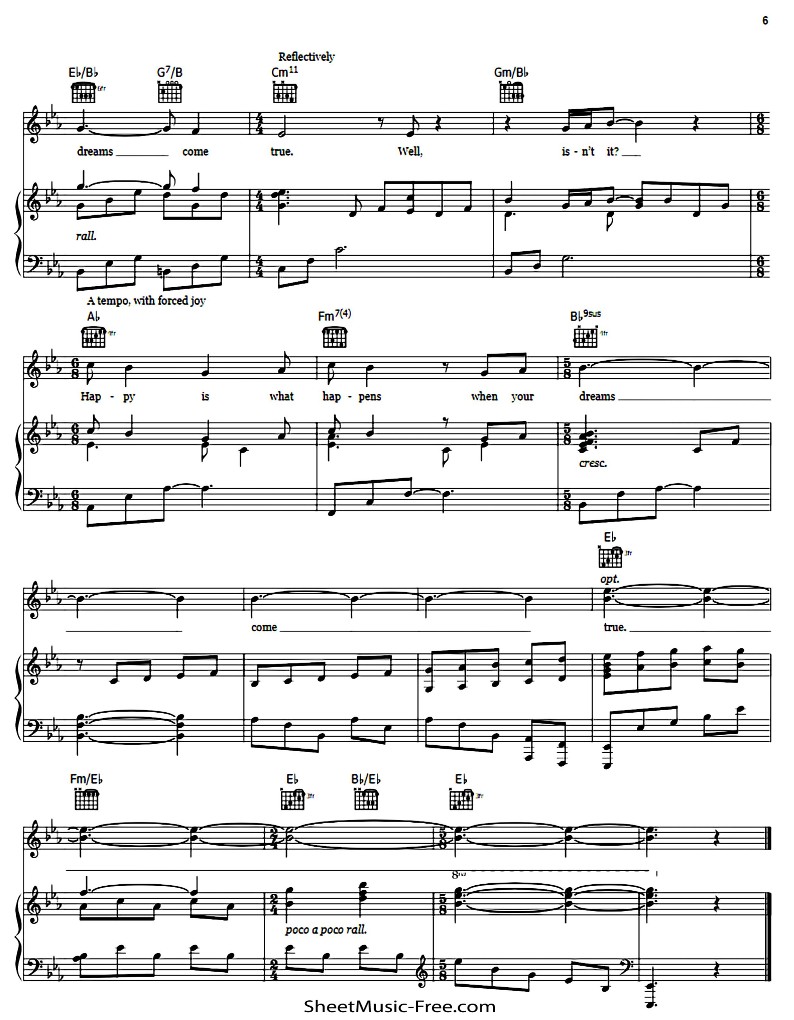 6
Reflectively
E♭/B♭ G7/B Cm11 Gm/B♭
dreams come true. Well, is - n't it?
rall.
A tempo, with forced joy
A♭ Fm7(4) B♭9sus
Hap - py is what hap - pens when your dreams
cresc.
E♭
opt.
come true.
Fm/E♭ E♭ B♭/E♭ E♭
8va
poco a poco rall.
SheetMusic-Free.com